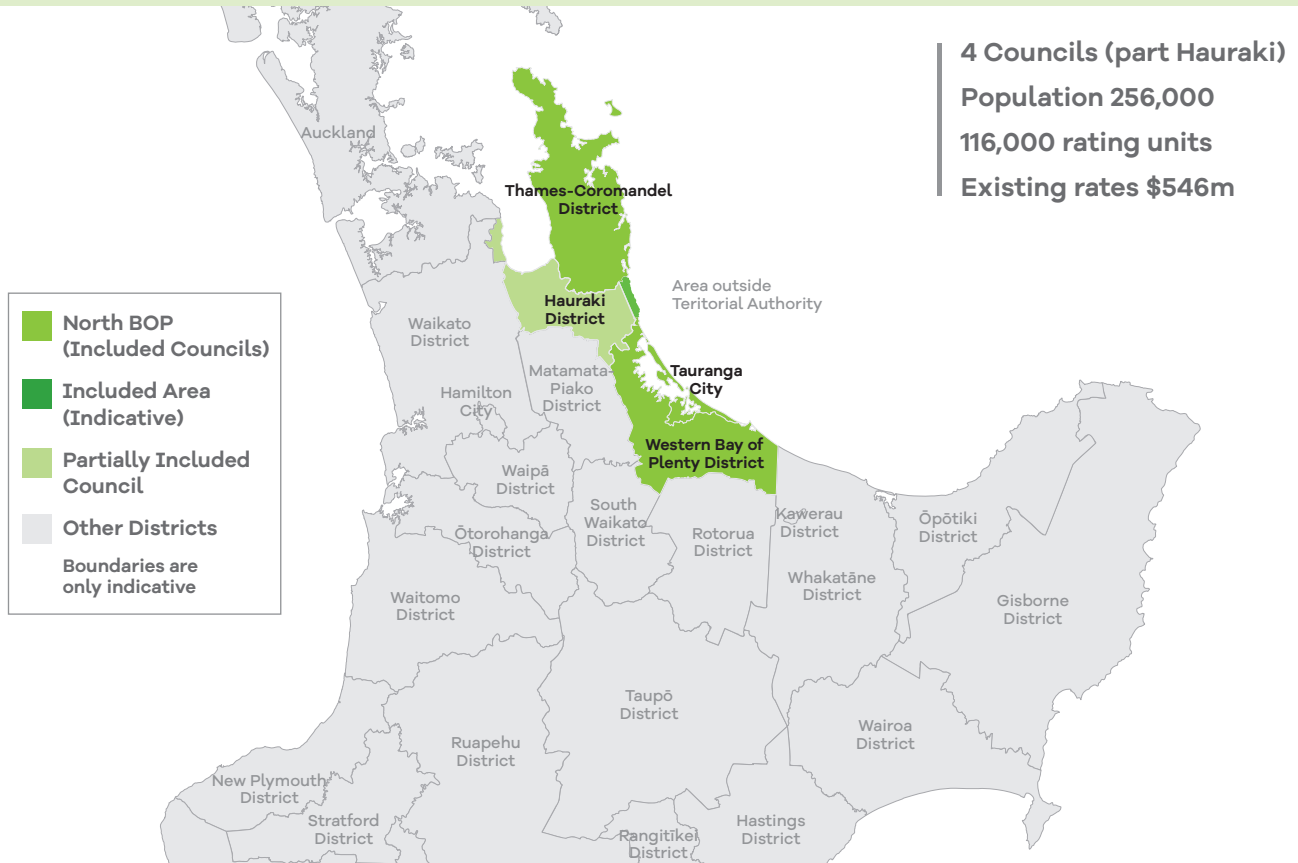 4 Councils (part Hauraki)
Population 256,000
116,000 rating units
Existing rates $546m
Auckland
Thames-Coromandel
District
Area outside
Teritorial Authority
Hauraki
District
North BOP
(Included Councils)
Included Area
(Indicative)
Partially Included
Council
Other Districts
Boundaries are
only indicative
Waikato
District
Matamata-
Piako
District
Tauranga
City
Hamilton
City
Western Bay of
Plenty District
Waipā
District
South
Waikato
District
Ōtorohanga
District
Rotorua
District
Kawerau
District
Ōpōtiki
District
Whakatāne
District
Waitomo
District
Gisborne
District
Taupō
District
Wairoa
District
Ruapehu
District
New Plymouth
District
Stratford
District
Rangitīkei
District
Hastings
District